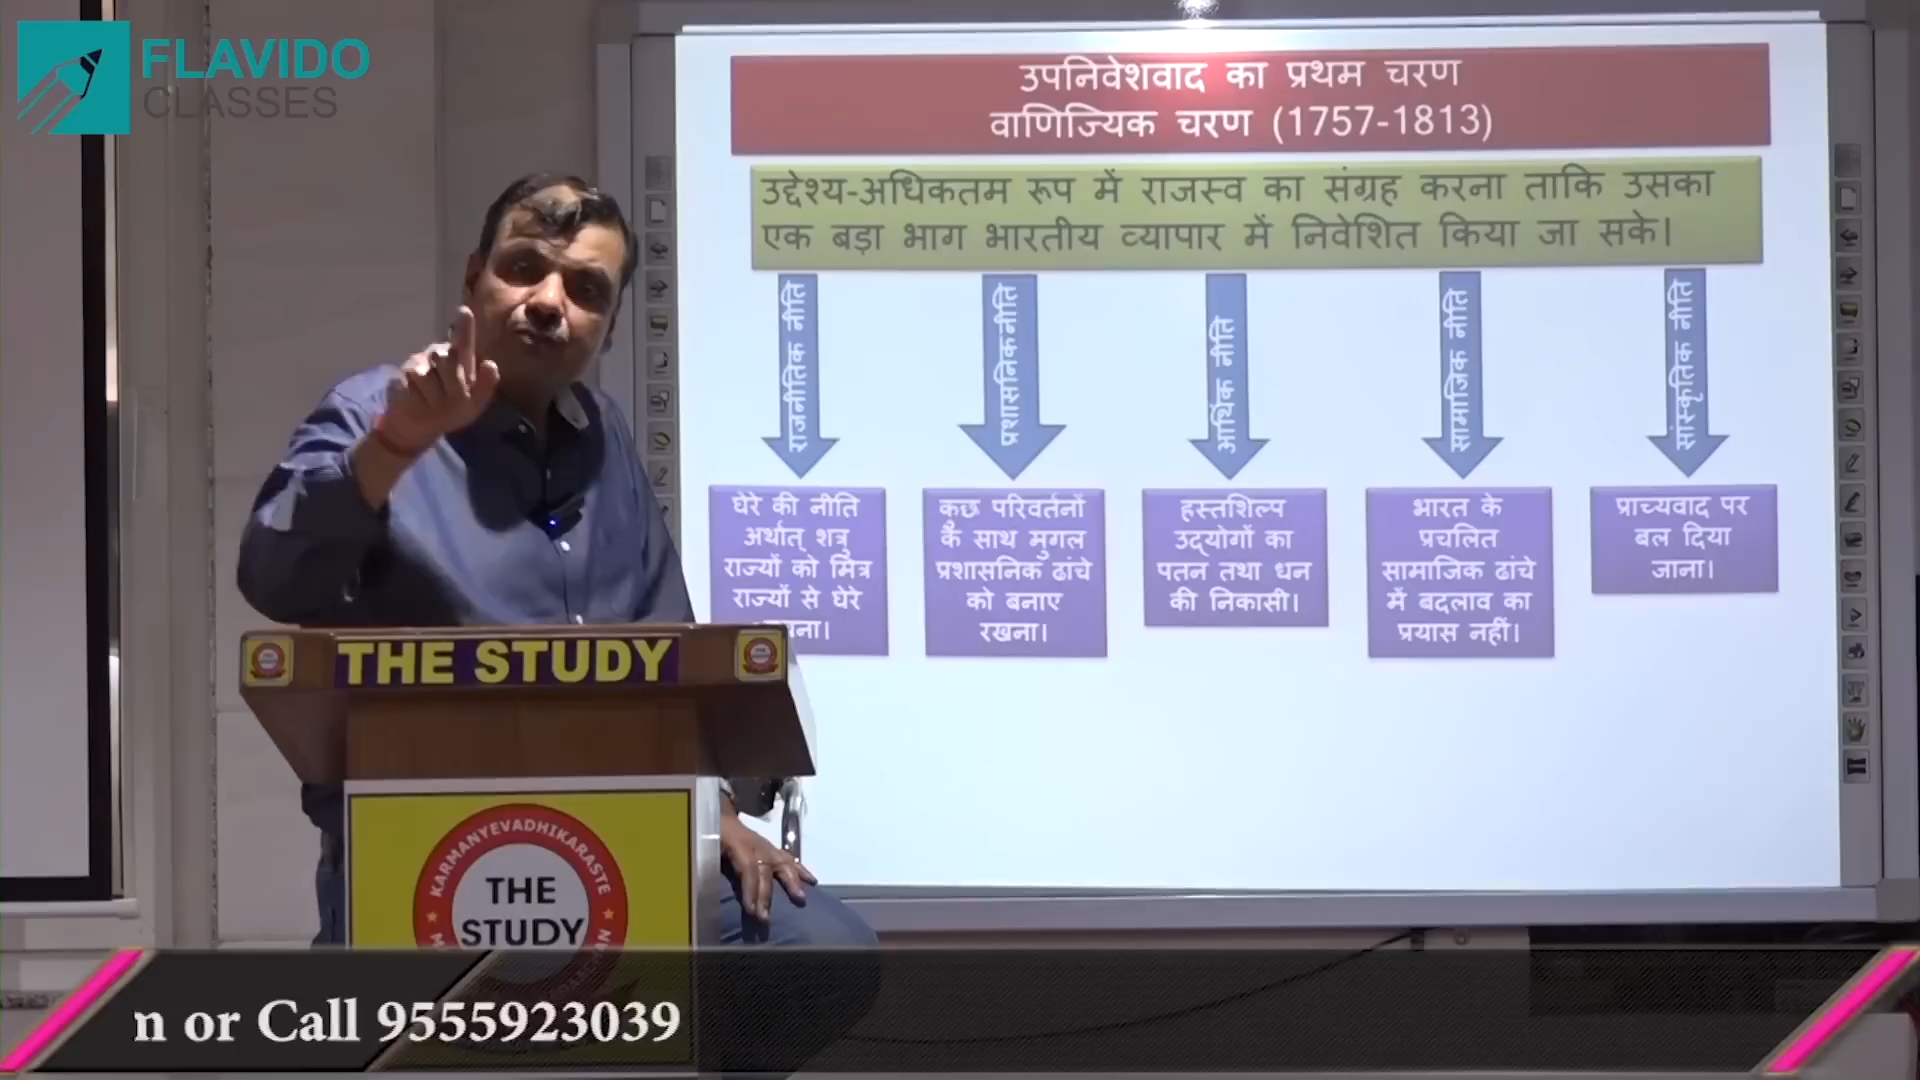 FLAVIDO
CLASSES
उपनिवेशवाद का प्रथम चरण
वाणिज्यिक चरण (1757-1813)
उद्देश्य-अधिकतम रूप में राजस्व का संग्रह करना ताकि उसका
एक बड़ा भाग भारतीय व्यापार में निवेशित किया जा सके।
राजनीतिक नीति
प्रशासनिक नीति
आर्थिक नीति
सामाजिक नीति
सांस्कृतिक नीति
घेरे की नीति
अर्थात् शत्रु
राज्यों को मित्र
राज्यों से घेरे
कुछ परिवर्तनों
के साथ मुगल
प्रशासनिक ढांचे
को बनाए
रखना।
हस्तशिल्प
उद्योगों का
पतन तथा धन
की निकासी।
भारत के
प्रचलित
सामाजिक ढांचे
में बदलाव का
प्रयास नहीं।
प्राच्यवाद पर
बल दिया
जाना।
THE STUDY
KARMANYEVADHIKARASTE
THE
STUDY
n or Call 9555923039